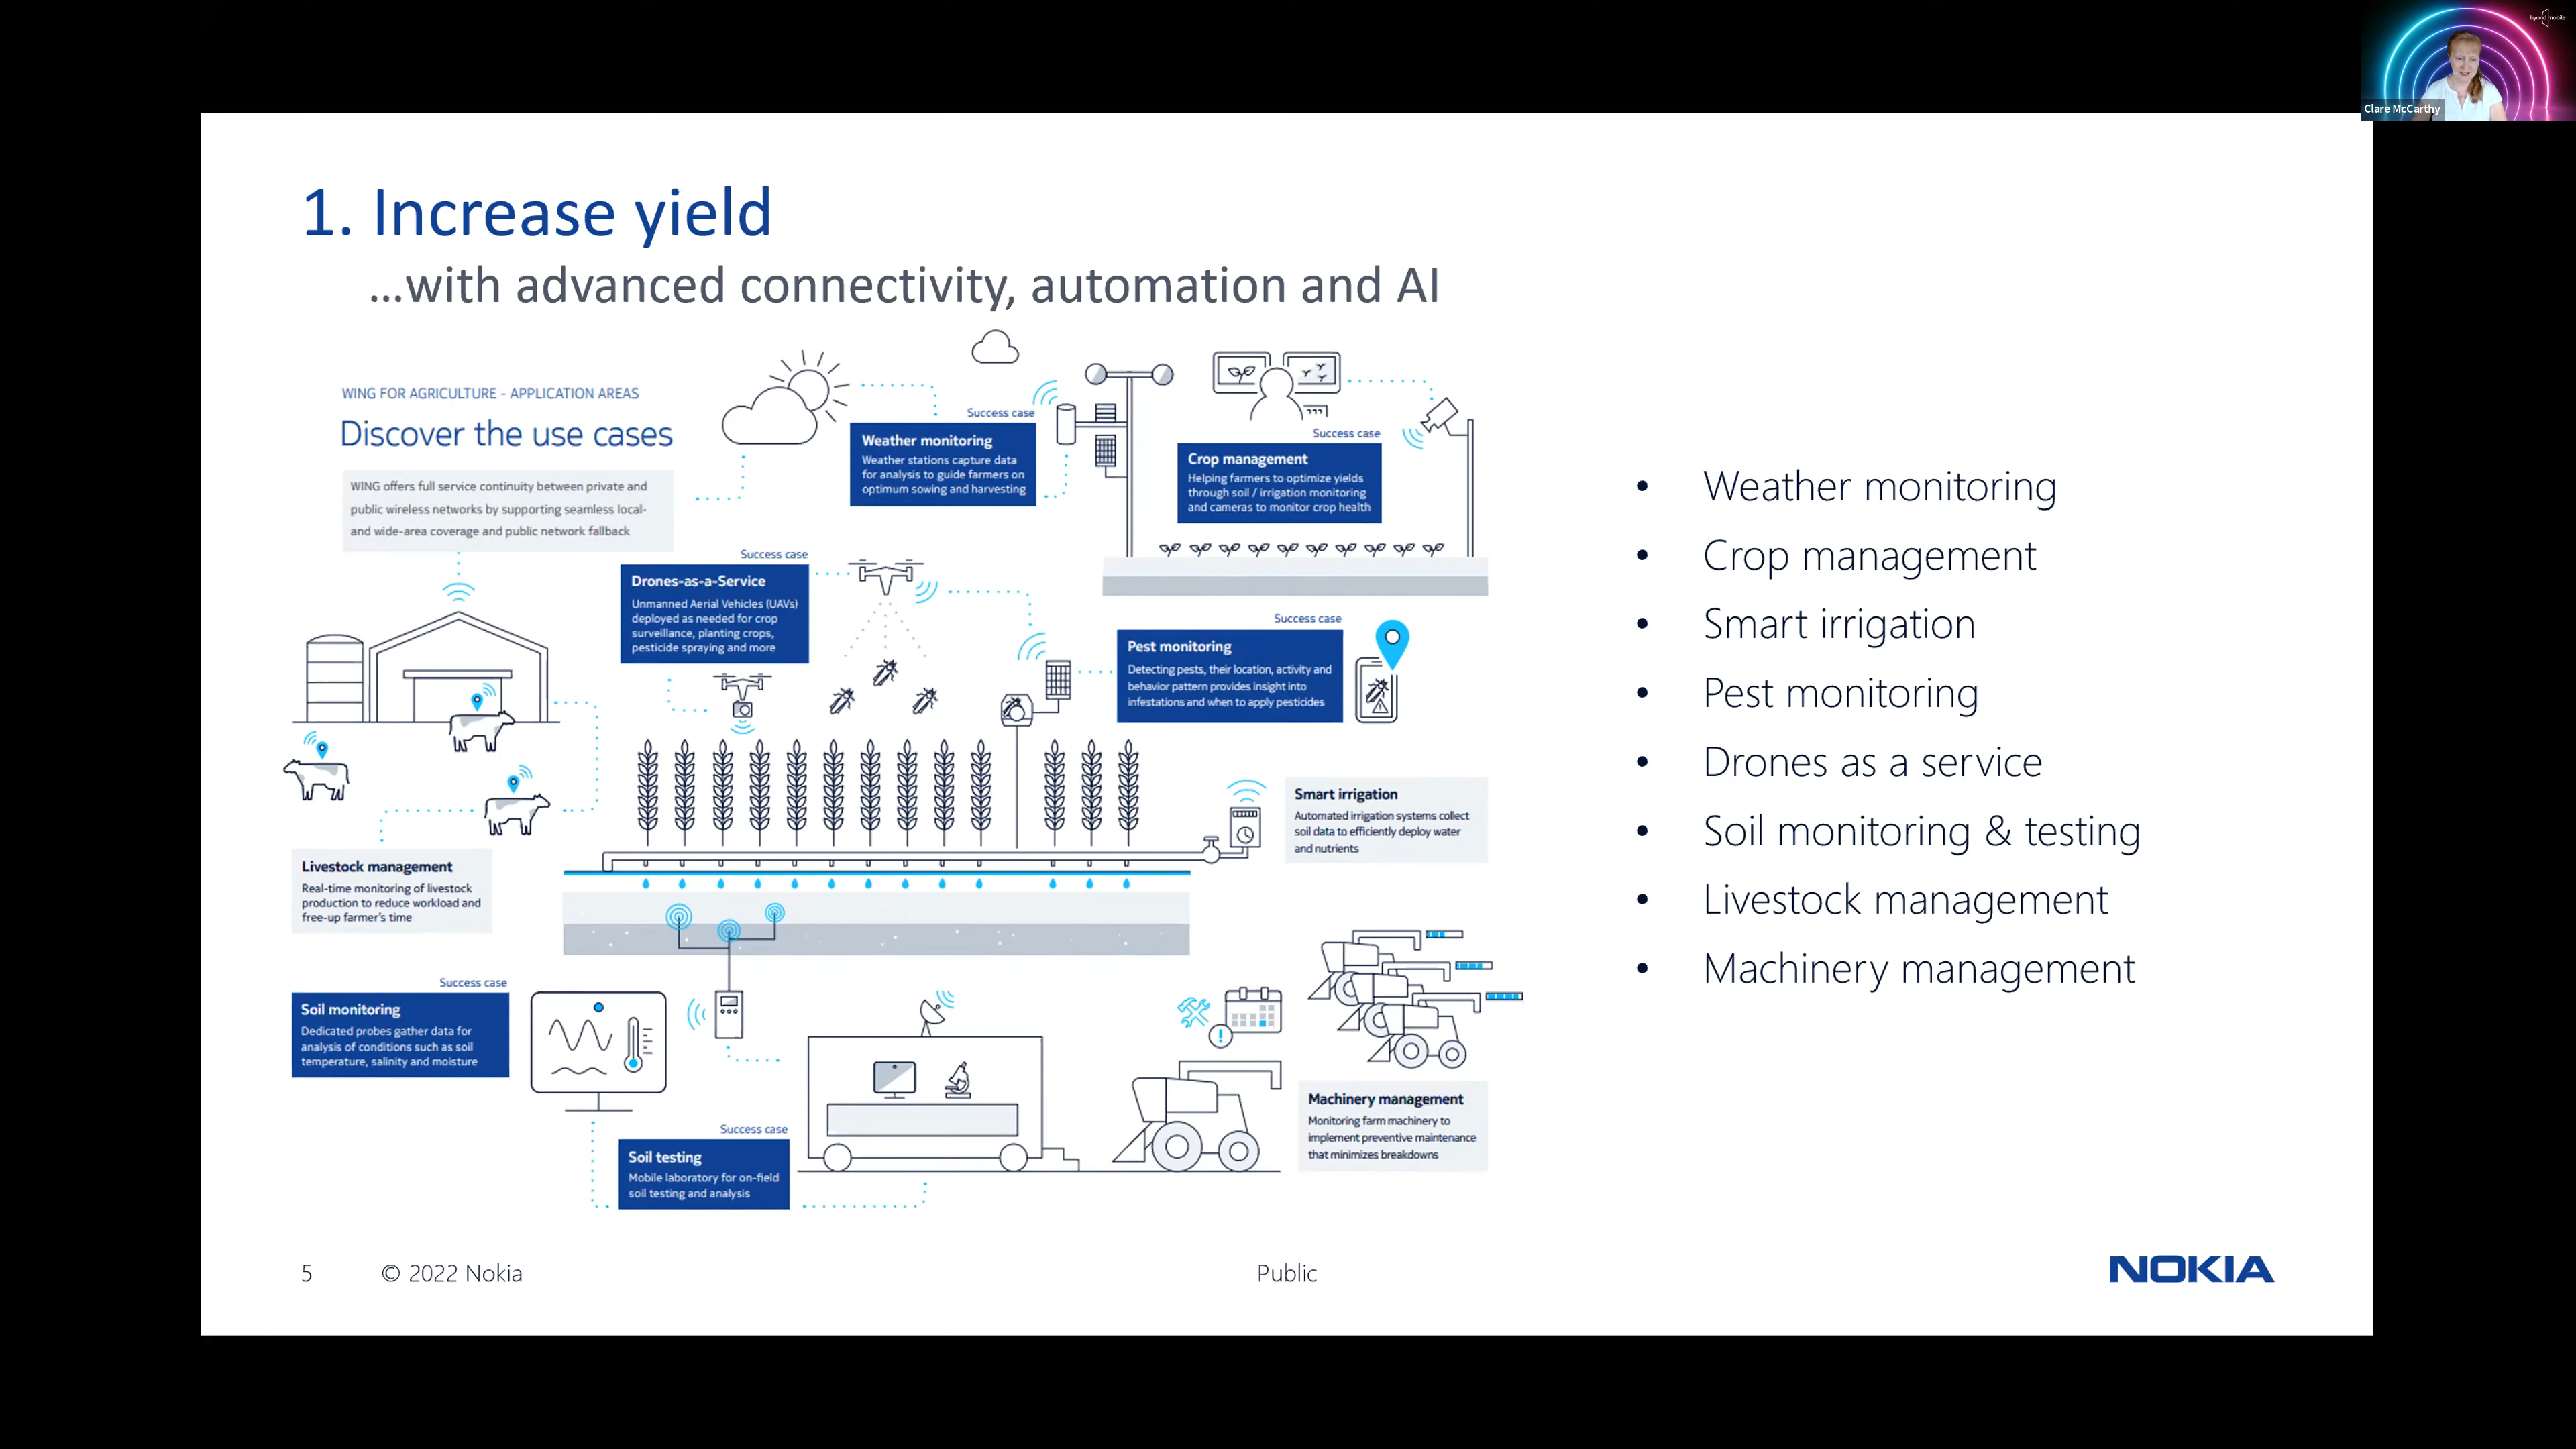 byond mobile
Clare McCarthy
1. Increase yield
...with advanced connectivity, automation and AI
WING FOR AGRICULTURE - APPLICATION AREAS
Discover the use cases
WING offers full service continuity between private and
public wireless networks by supporting seamless local-
and wide-area coverage and public network fallback
Success case
Weather monitoring
Weather stations capture data
for analysis to guide farmers on
optimum sowing and harvesting
Success case
Crop management
Helping farmers to optimize yields
through soil / irrigation monitoring
and cameras to monitor crop health
Success case
Drones-as-a-Service
Unmanned Aerial Vehicles (UAVs)
deployed as needed for crop
surveillance, planting crops,
pesticide spraying and more
Success case
Pest monitoring
Detecting pests, their location, activity and
behavior pattern provides insight into
infestations and when to apply pesticides
Smart irrigation
Automated irrigation systems collect
soil data to efficiently deploy water
and nutrients
Livestock management
Real-time monitoring of livestock
production to reduce workload and
free-up farmer's time
Success case
Soil monitoring
Dedicated probes gather data for
analysis of conditions such as soil
temperature, salinity and moisture
Success case
Soil testing
Mobile laboratory for on-field
soil testing and analysis
Machinery management
Monitoring farm machinery to
implement preventive maintenance
that minimizes breakdowns
• Weather monitoring
• Crop management
• Smart irrigation
• Pest monitoring
• Drones as a service
• Soil monitoring & testing
• Livestock management
• Machinery management
5
© 2022 Nokia
Public
NOKIA